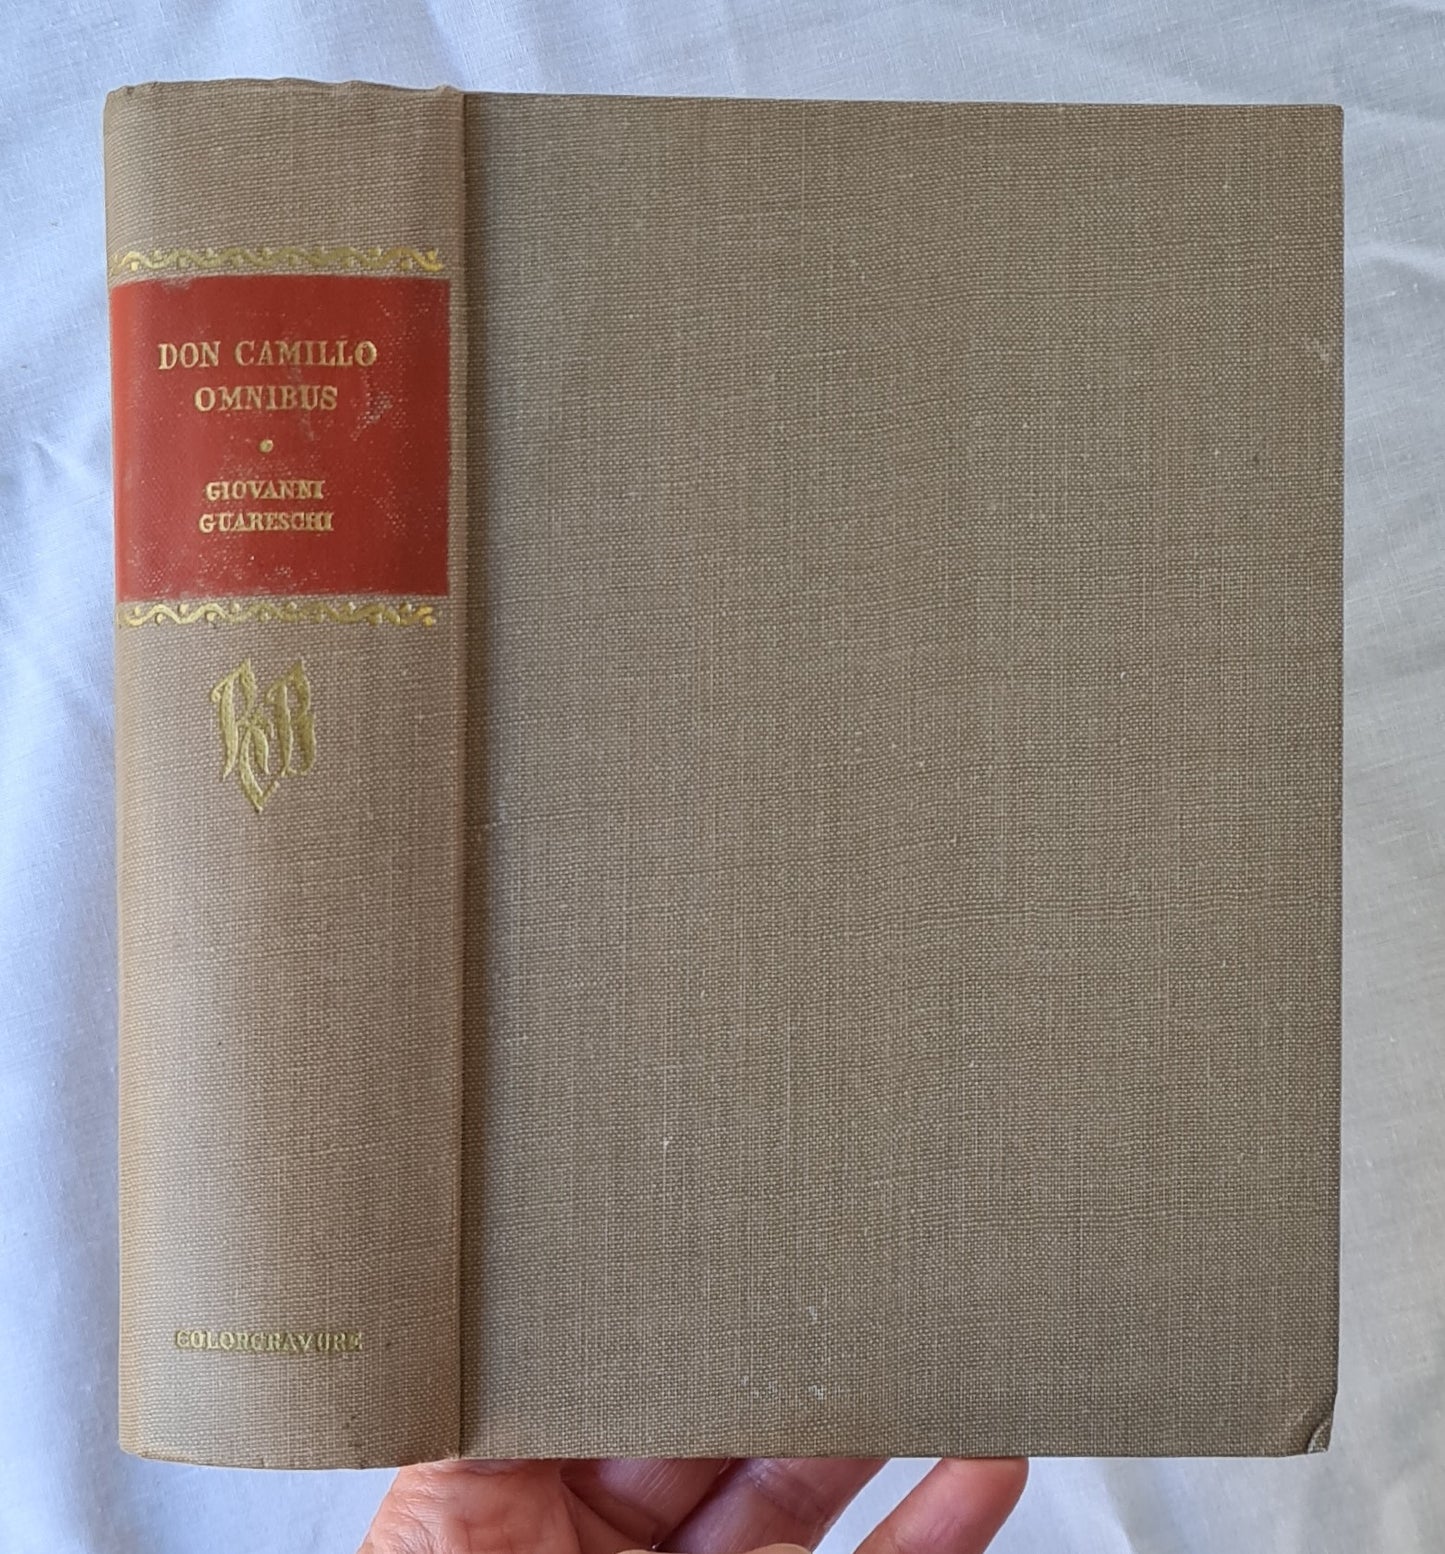 DON CAMILLO
OMNIBUS
GIOVANNI
GUARESCHI
COLORGRAVURE